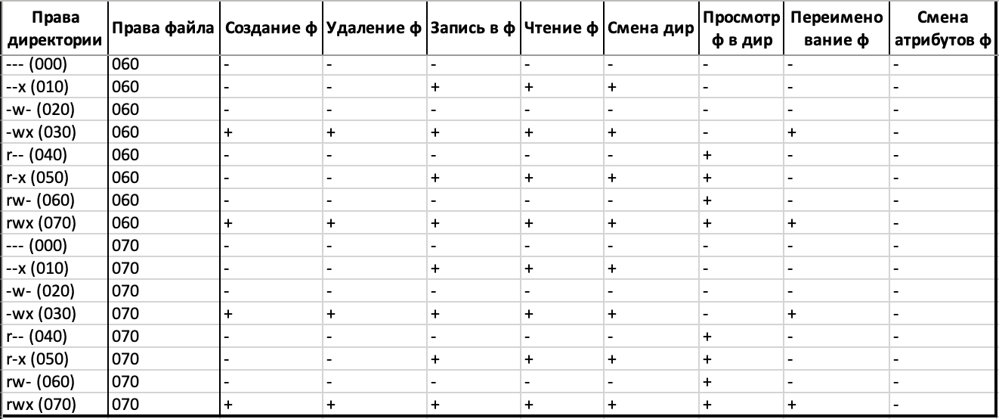 Права директории Права файла Создание ф Удаление ф Запись в ф Чтение ф Смена дир Просмотр ф в дир Переимено вание ф Смена атрибутов ф
--- (000) 060 - - - - - - - -
--x (010) 060 - - + + + - - -
-w- (020) 060 - - - - - - - -
-wx (030) 060 + + + + + - + -
r-- (040) 060 - - - - - + - -
r-x (050) 060 - - + + + + - -
rw- (060) 060 - - - - - + - -
rwx (070) 060 + + + + + + + -
--- (000) 070 - - - - - - - -
--x (010) 070 - - + + + - - -
-w- (020) 070 - - - - - - - -
-wx (030) 070 + + + + + - + -
r-- (040) 070 - - - - - + - -
r-x (050) 070 - - + + + + - -
rw- (060) 070 - - - - - + - -
rwx (070) 070 + + + + + + + -